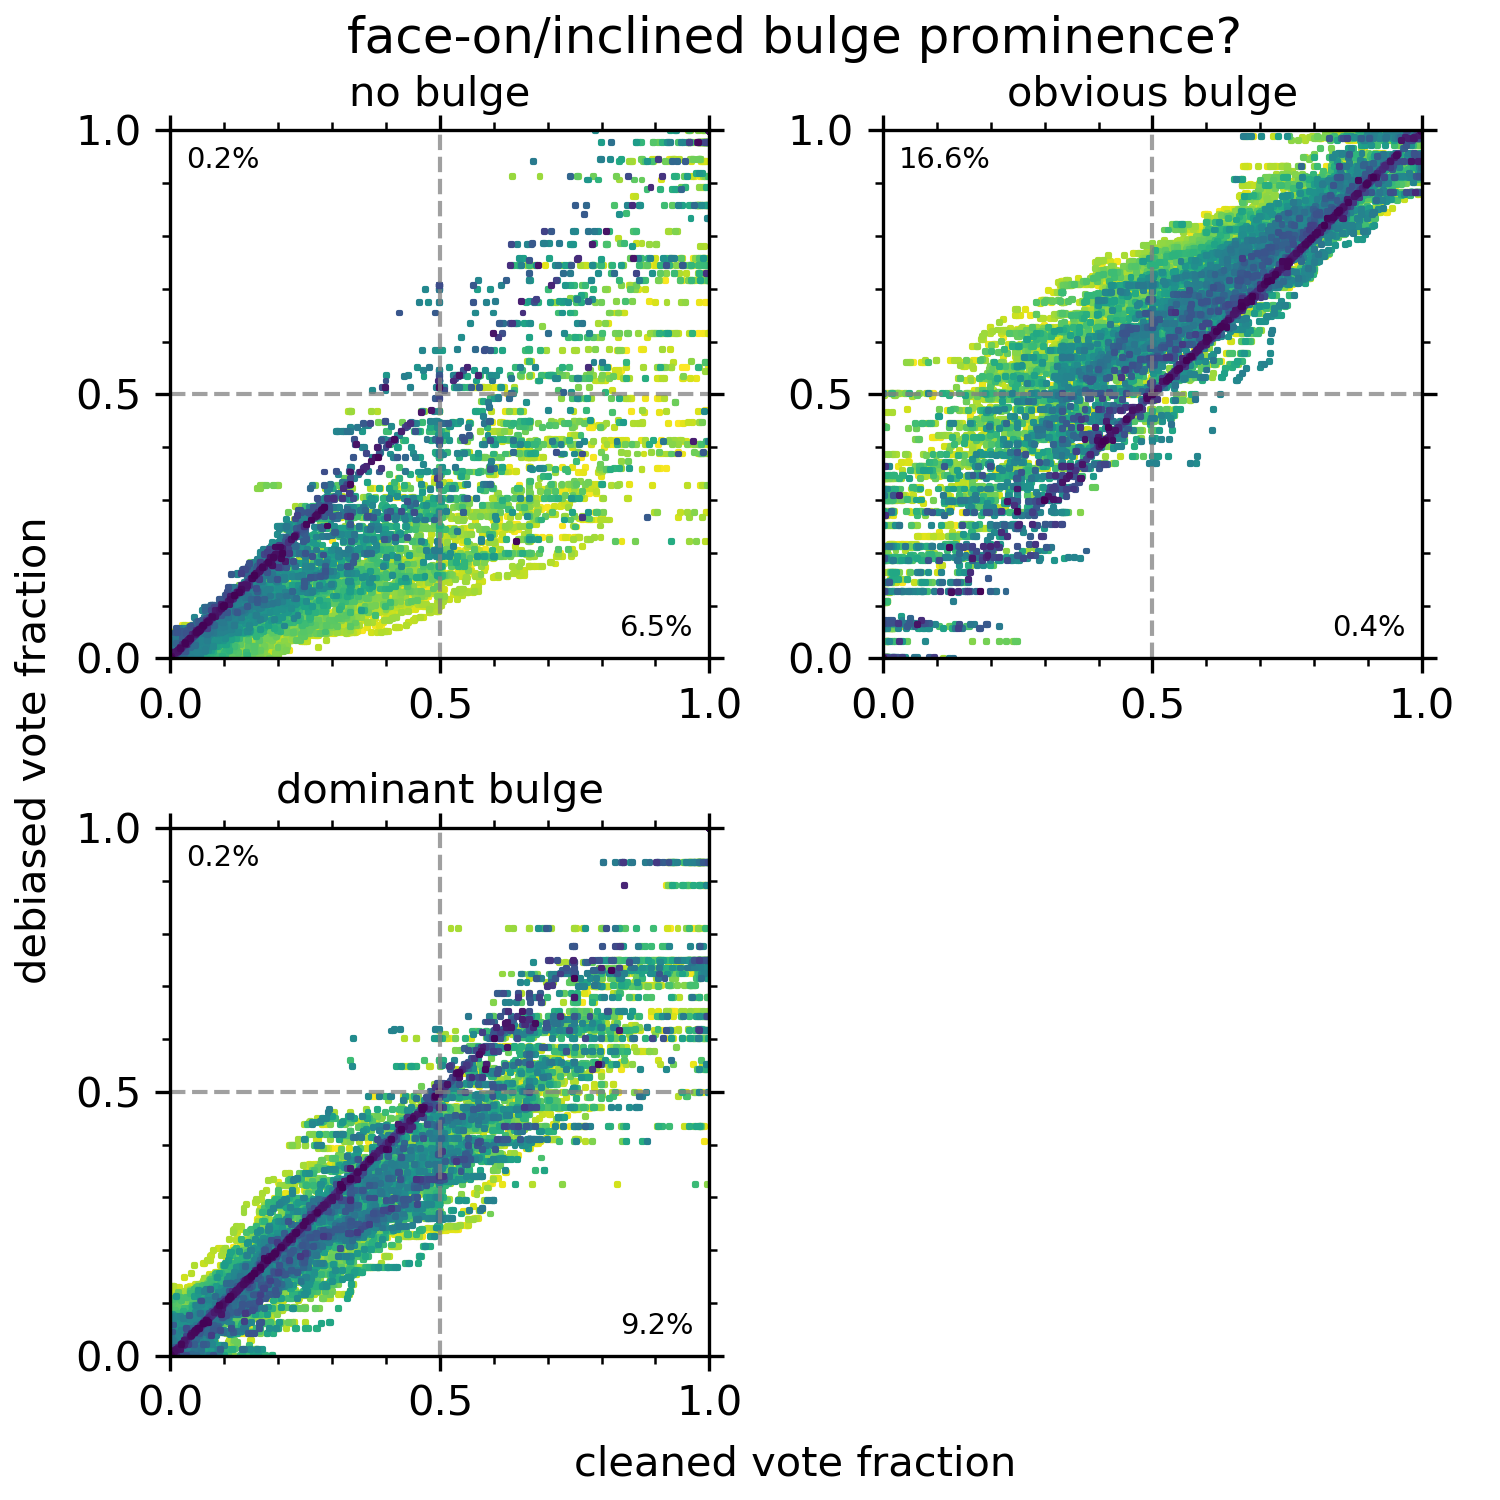 face-on/inclined bulge prominence?
no bulge
obvious bulge
1.0
0.2%
0.5
6.5%
0.0
0.0 0.5 1.0
1.0
16.6%
0.5
0.4%
0.0
0.0 0.5 1.0
debiased vote fraction
dominant bulge
1.0
0.2%
0.5
9.2%
0.0
0.0 0.5 1.0
cleaned vote fraction